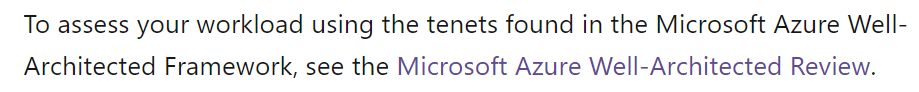 To assess your workload using the tenets found in the Microsoft Azure Well-
Architected Framework, see the Microsoft Azure Well-Architected Review.